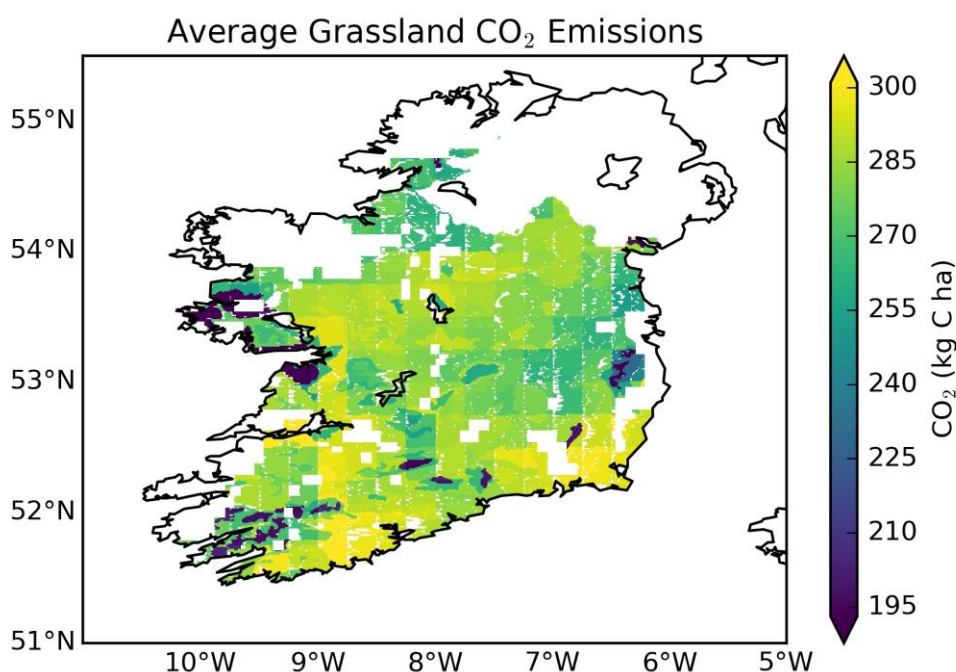 Average Grassland CO₂ Emissions
55°N
54°N
53°N
52°N
51°N
10°W 9°W 8°W 7°W 6°W 5°W
300
285
270
255
240
225
210
195
CO₂ (kg C ha)